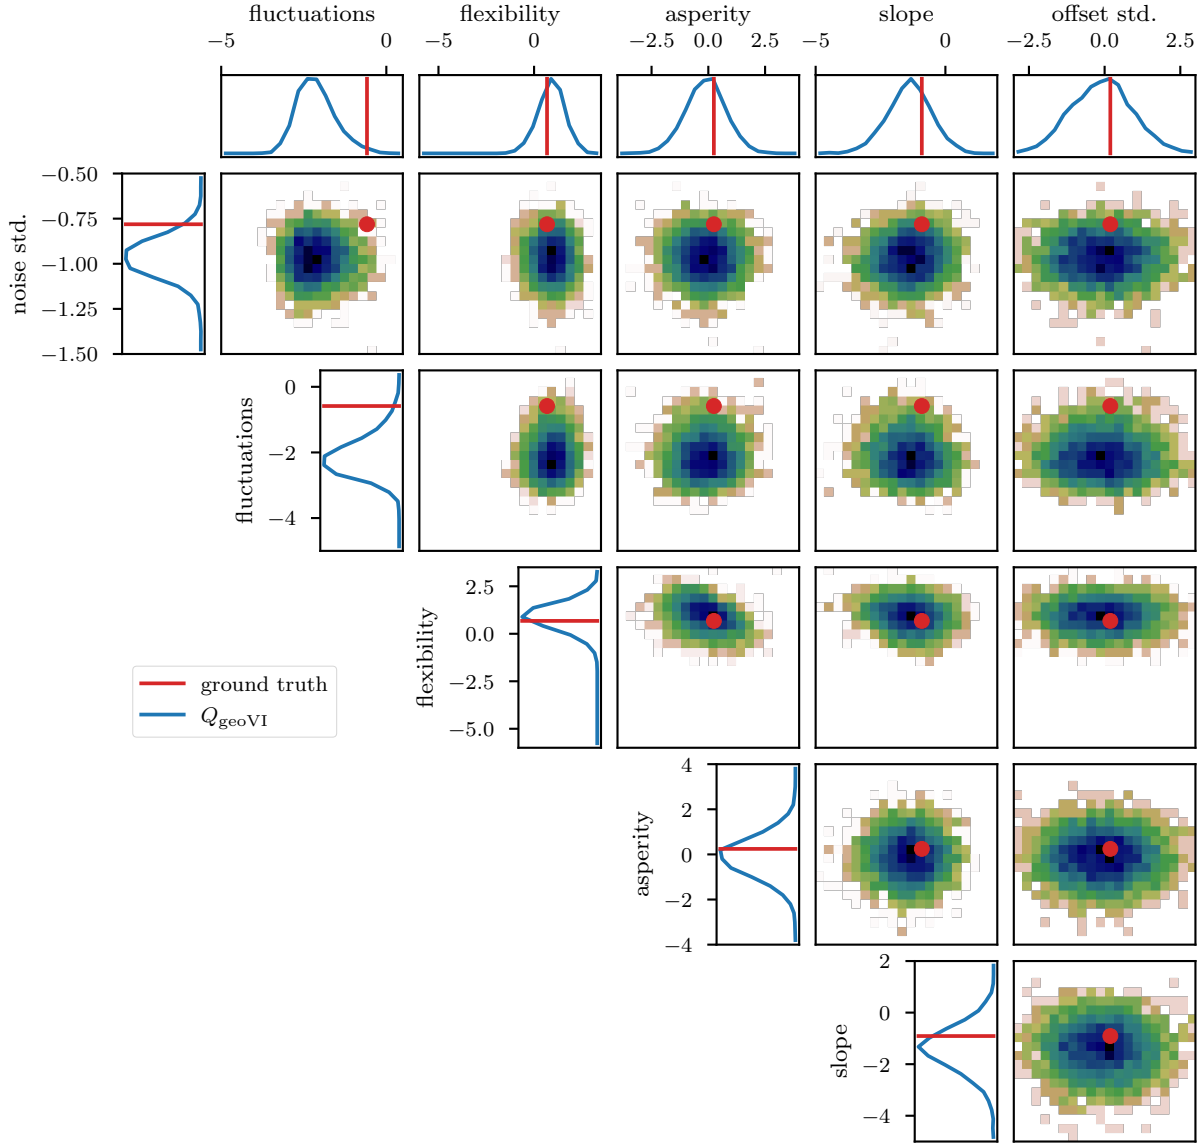 fluctuations flexibility asperity slope offset std.
−5 0 −5 0 −2.5 0.0 2.5 −5 0 −2.5 0.0 2.5
noise std.
−0.50
−0.75
−1.00
−1.25
−1.50
fluctuations
0
−2
−4
flexibility
2.5
0.0
−2.5
−5.0
ground truth
QgeoVI
asperity
4
2
0
−2
−4
slope
2
0
−2
−4